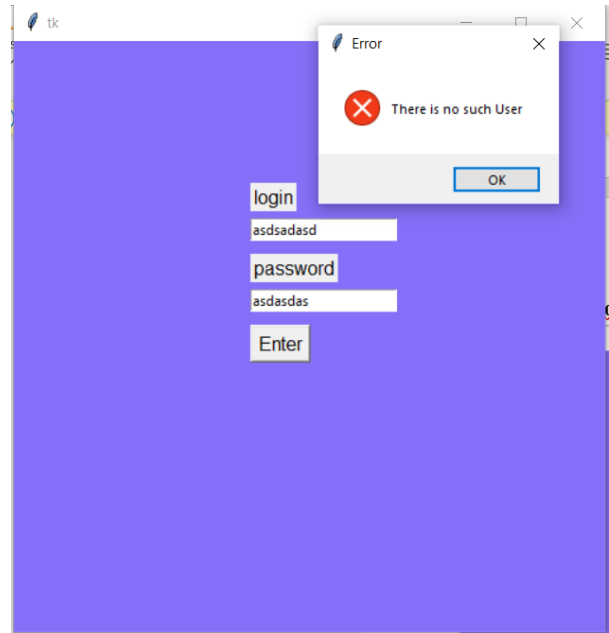 tk
Error
There is no such User
OK
login
asdsadasd
password
asdasdas
Enter